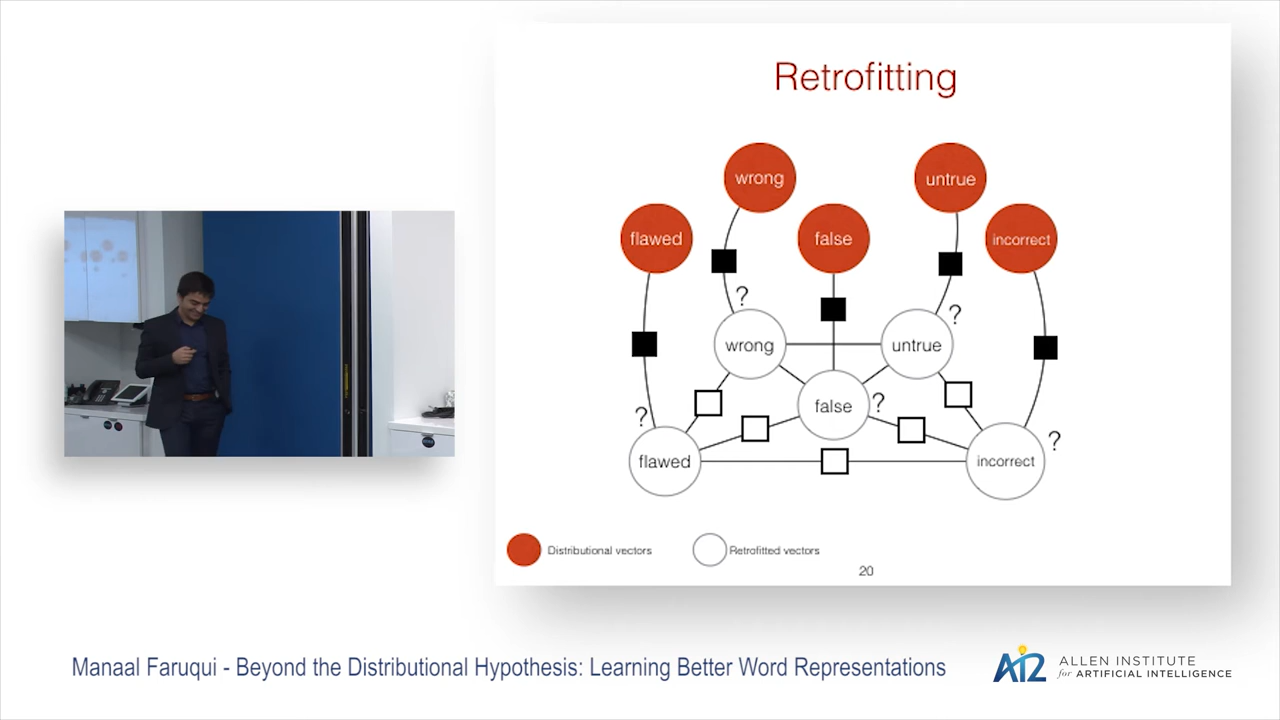 Retrofitting
wrong
untrue
flawed
false
incorrect
?
?
wrong
untrue
false
?
?
?
flawed
incorrect
Distributional vectors
Retrofitted vectors
20
Manaal Faruqui - Beyond the Distributional Hypothesis: Learning Better Word Representations
AI2
ALLEN INSTITUTE
for ARTIFICIAL INTELLIGENCE